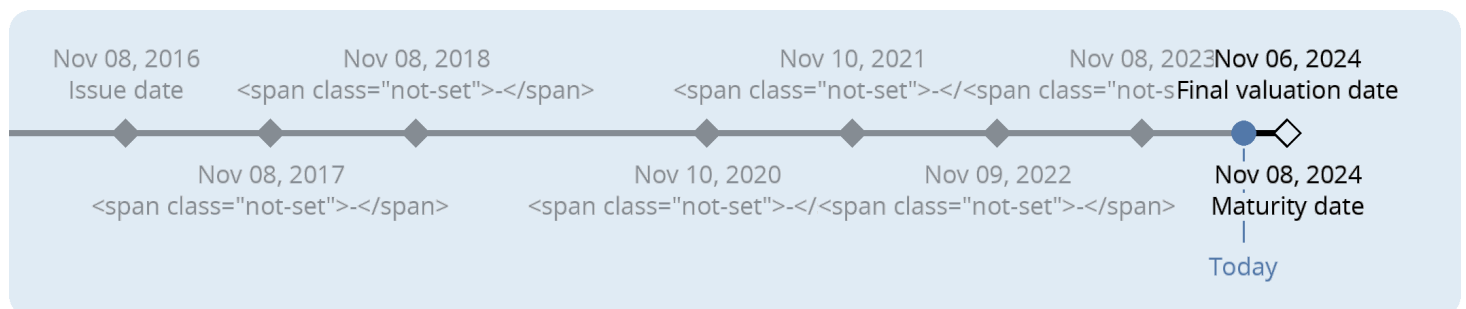 Nov 08, 2016
Issue date
Nov 08, 2018
<span class="not-set">-</span>
Nov 10, 2021
<span class="not-set">-</
Nov 08, 2023
<span class="not-s
Nov 06, 2024
Final valuation date
Nov 08, 2017
<span class="not-set">-</span>
Nov 10, 2020
<span class="not-set">-</
Nov 09, 2022
<span class="not-set">-</span>
Nov 08, 2024
Maturity date
Today